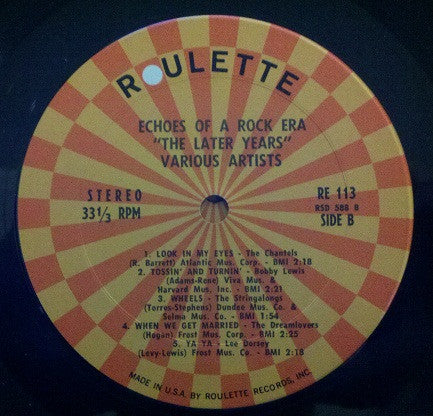 ROULETTE
ECHOES OF A ROCK ERA
"THE LATER YEARS"
VARIOUS ARTISTS
STEREO
33 1/3 RPM
RE 113
RSD 588 B
SIDE B
1. LOOK IN MY EYES - The Chantels
(R. Barrett) Atlantic Mus. Corp. - BMI 2:18
2. TOSSIN' AND TURNIN' - Bobby Lewis
(Adams-Rene) Viva Mus. &
Harvard Mus. Inc. - BMI 2:21
3. WHEELS - The Stringalongs
(Torres-Stephens) Dundee Mus. Co. &
Selma Mus. Co. - BMI 1:54
4. WHEN WE GET MARRIED - The Dreamlovers
(Hogan) Frost Mus. Corp. - BMI 2:25
5. YA YA - Lee Dorsey
(Levy-Lewis) Frost Mus. Co. - BMI 2:18
MADE IN U.S.A. BY ROULETTE RECORDS, INC.